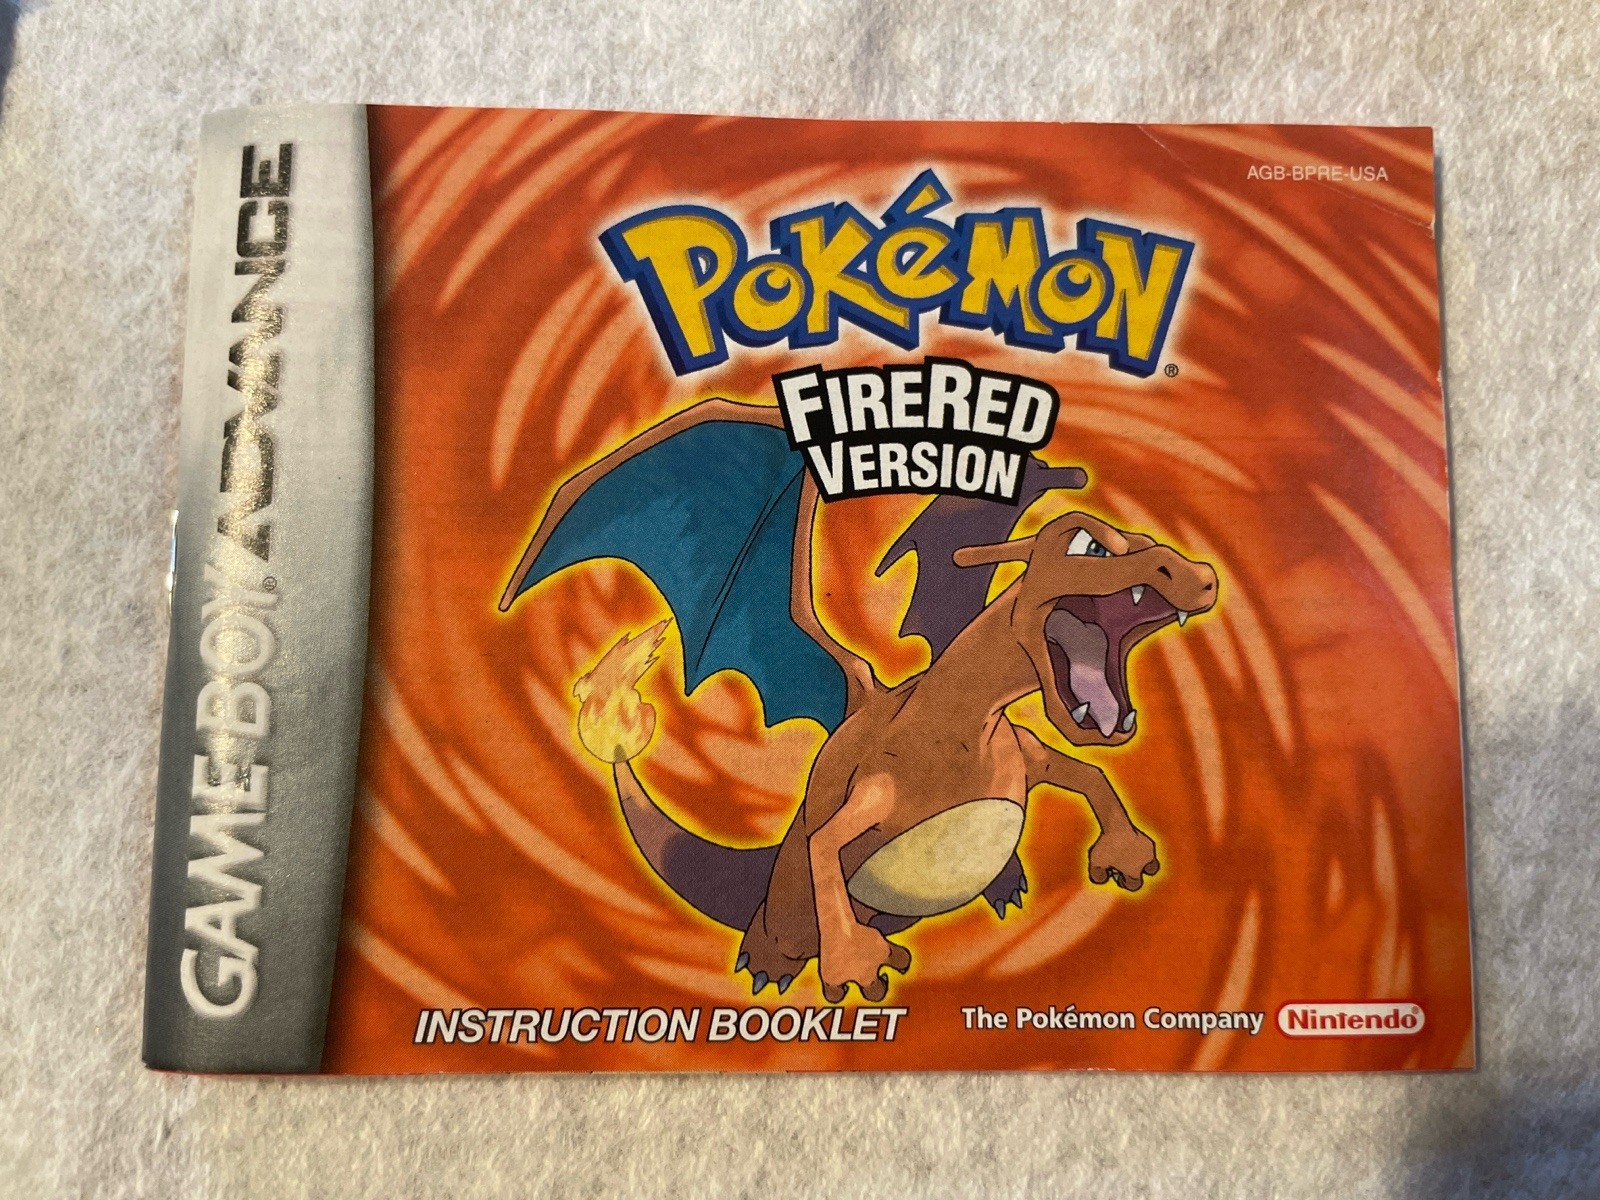 GAME BOY ADVANCE
®
AGB-BPRE-USA
POKéMON
®
FIRERED
VERSION
INSTRUCTION BOOKLET
The Pokémon Company
Nintendo®